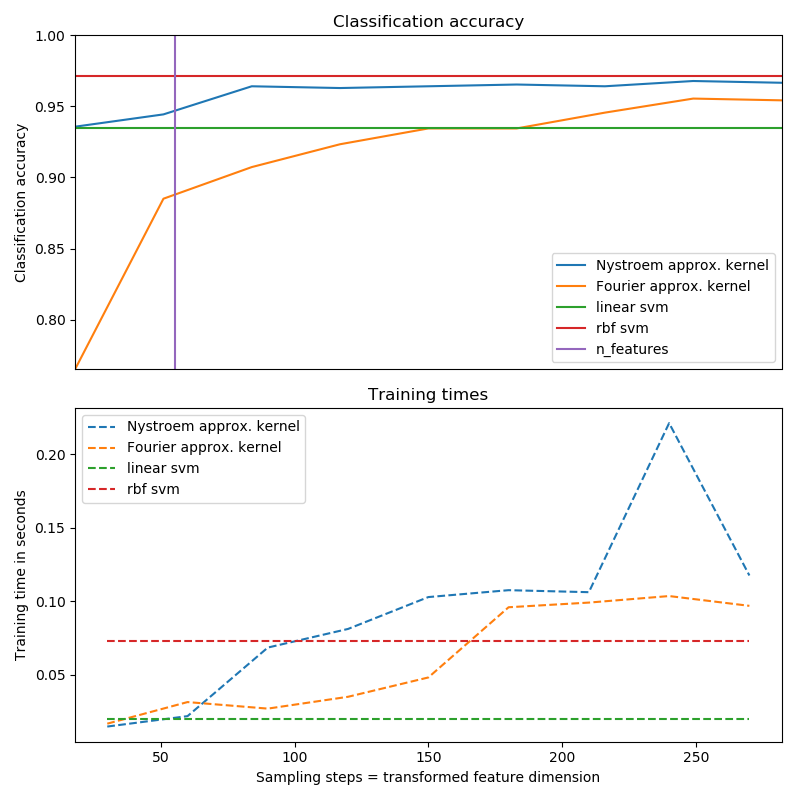 Classification accuracy
1.00
0.95
0.90
0.85
0.80
Classification accuracy
Nystroem approx. kernel
Fourier approx. kernel
linear svm
rbf svm
n_features
Training times
0.20
0.15
0.10
0.05
Training time in seconds
Nystroem approx. kernel
Fourier approx. kernel
linear svm
rbf svm
50
100
150
200
250
Sampling steps = transformed feature dimension